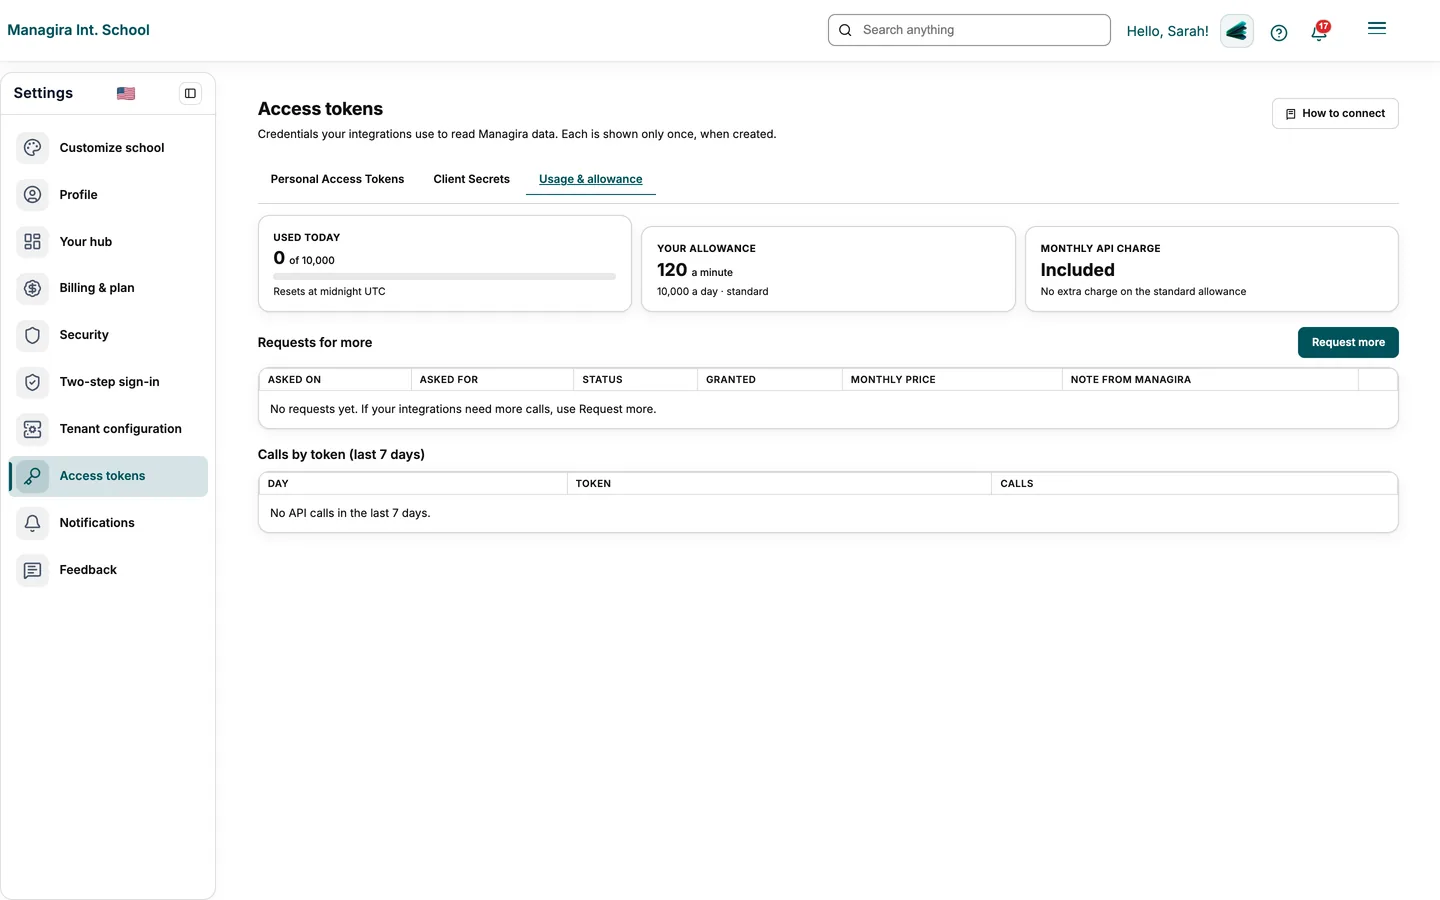 Managira Int. School
Search anything
Hello, Sarah!
17
Settings
Customize school
Profile
Your hub
Billing & plan
Security
Two-step sign-in
Tenant configuration
Access tokens
Notifications
Feedback
Access tokens
Credentials your integrations use to read Managira data. Each is shown only once, when created.
How to connect
Personal Access Tokens
Client Secrets
Usage & allowance
USED TODAY
0 of 10,000
Resets at midnight UTC
YOUR ALLOWANCE
120 a minute
10,000 a day · standard
MONTHLY API CHARGE
Included
No extra charge on the standard allowance
Requests for more
Request more
ASKED ON ASKED FOR STATUS GRANTED MONTHLY PRICE NOTE FROM MANAGIRA
No requests yet. If your integrations need more calls, use Request more.
Calls by token (last 7 days)
DAY TOKEN CALLS
No API calls in the last 7 days.